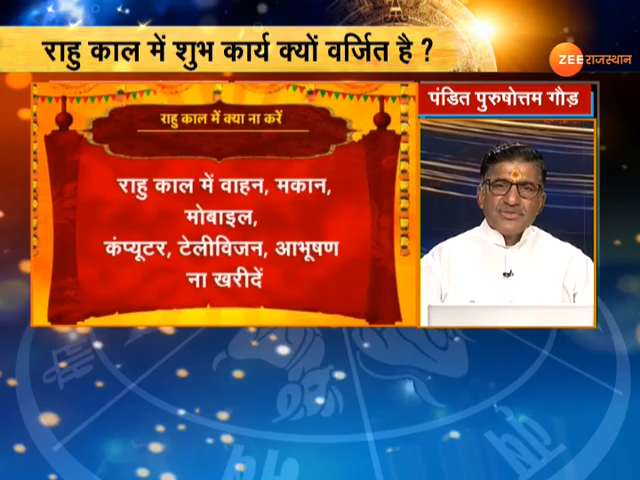 राहु काल में शुभ कार्य क्यों वर्जित है ?
ZEE राजस्थान
राहु काल में क्या ना करें
पंडित पुरुषोत्तम गौड़
राहु काल में वाहन, मकान,
मोबाइल,
कंप्यूटर, टेलीविजन, आभूषण
ना खरीदें